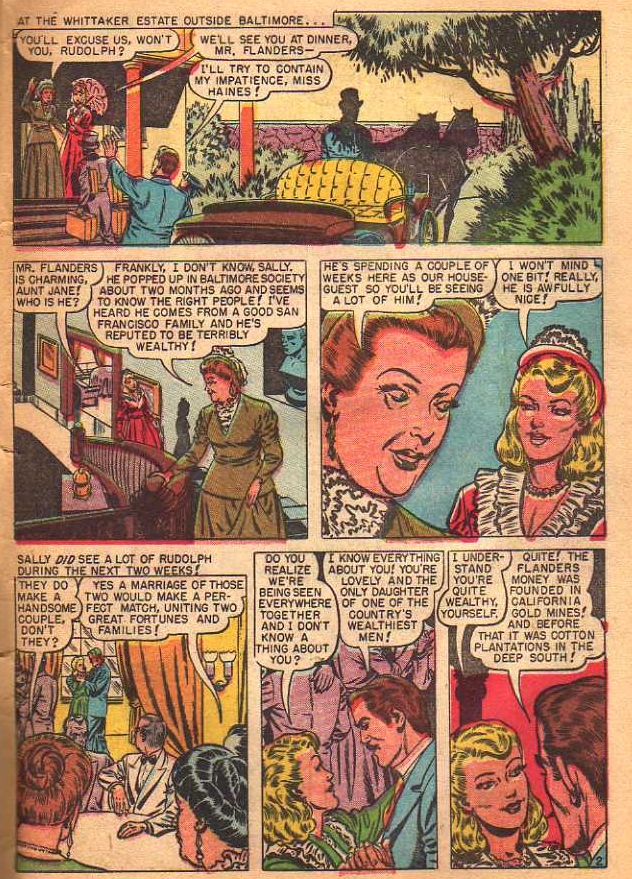 AT THE WHITTAKER ESTATE OUTSIDE BALTIMORE...
YOU'LL EXCUSE US, WON'T
YOU, RUDOLPH?
WE'LL SEE YOU AT DINNER,
MR. FLANDERS—
I'LL TRY TO CONTAIN
MY IMPATIENCE, MISS
HAINES!
MR. FLANDERS
IS CHARMING,
AUNT JANE!
WHO IS HE?
FRANKLY, I DON'T KNOW, SALLY.
HE POPPED UP IN BALTIMORE SOCIETY
ABOUT TWO MONTHS AGO AND SEEMS
TO KNOW THE RIGHT PEOPLE! I'VE
HEARD HE COMES FROM A GOOD SAN
FRANCISCO FAMILY AND HE'S
REPUTED TO BE TERRIBLY
WEALTHY!
HE'S SPENDING A COUPLE OF
WEEKS HERE AS OUR HOUSE-
GUEST SO YOU'LL BE SEEING
A LOT OF HIM!
I WON'T MIND
ONE BIT! REALLY,
HE IS AWFULLY
NICE!
SALLY DID SEE A LOT OF RUDOLPH
DURING THE NEXT TWO WEEKS!
THEY DO
MAKE A
HANDSOME
COUPLE,
DON'T
THEY?
YES A MARRIAGE OF THOSE
TWO WOULD MAKE A PER-
FECT MATCH, UNITING TWO
GREAT FORTUNES AND
FAMILIES!
DO YOU
REALIZE
WE'RE
BEING SEEN
EVERYWHERE
TOGETHER
AND I DON'T
KNOW A
THING ABOUT
YOU?
I KNOW EVERYTHING
ABOUT YOU! YOU'RE
LOVELY AND THE
ONLY DAUGHTER
OF ONE OF THE
COUNTRY'S
WEALTHIEST
MEN!
I UNDER-
STAND
YOU'RE
QUITE
WEALTHY,
YOURSELF.
QUITE! THE
FLANDERS
MONEY WAS
FOUNDED IN
CALIFORNIA
GOLD MINES!
AND BEFORE
THAT IT WAS COTTON
PLANTATIONS IN THE
DEEP SOUTH!
2